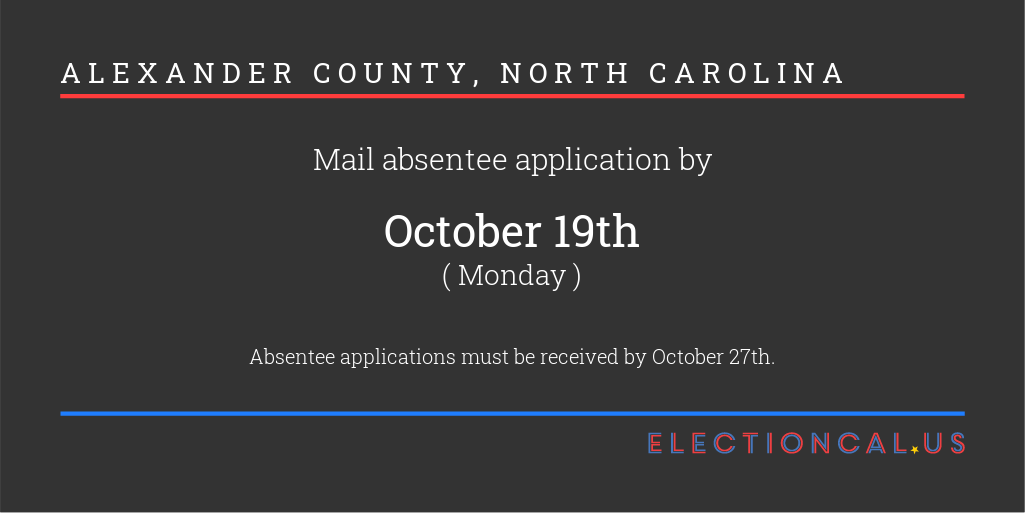 ALEXANDER COUNTY, NORTH CAROLINA
Mail absentee application by
October 19th
( Monday )
Absentee applications must be received by October 27th.
ELECTIONCAL.US